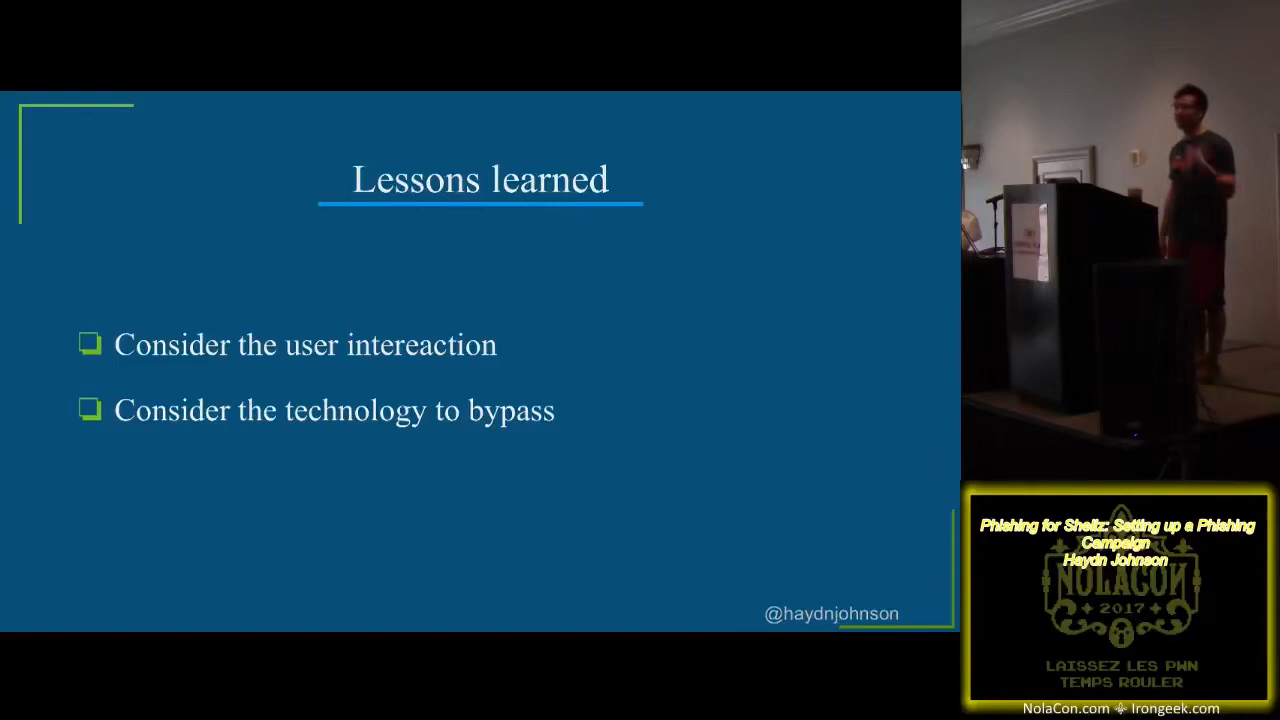 Lessons learned
Consider the user intereaction
Consider the technology to bypass
@haydnjohnson
Phishing for Shellz: Setting up a Phishing
Campaign
Haydn Johnson
NOLACON
2017
LAISSEZ LES PWN
TEMPS ROULER
NolaCon.com Irongeek.com